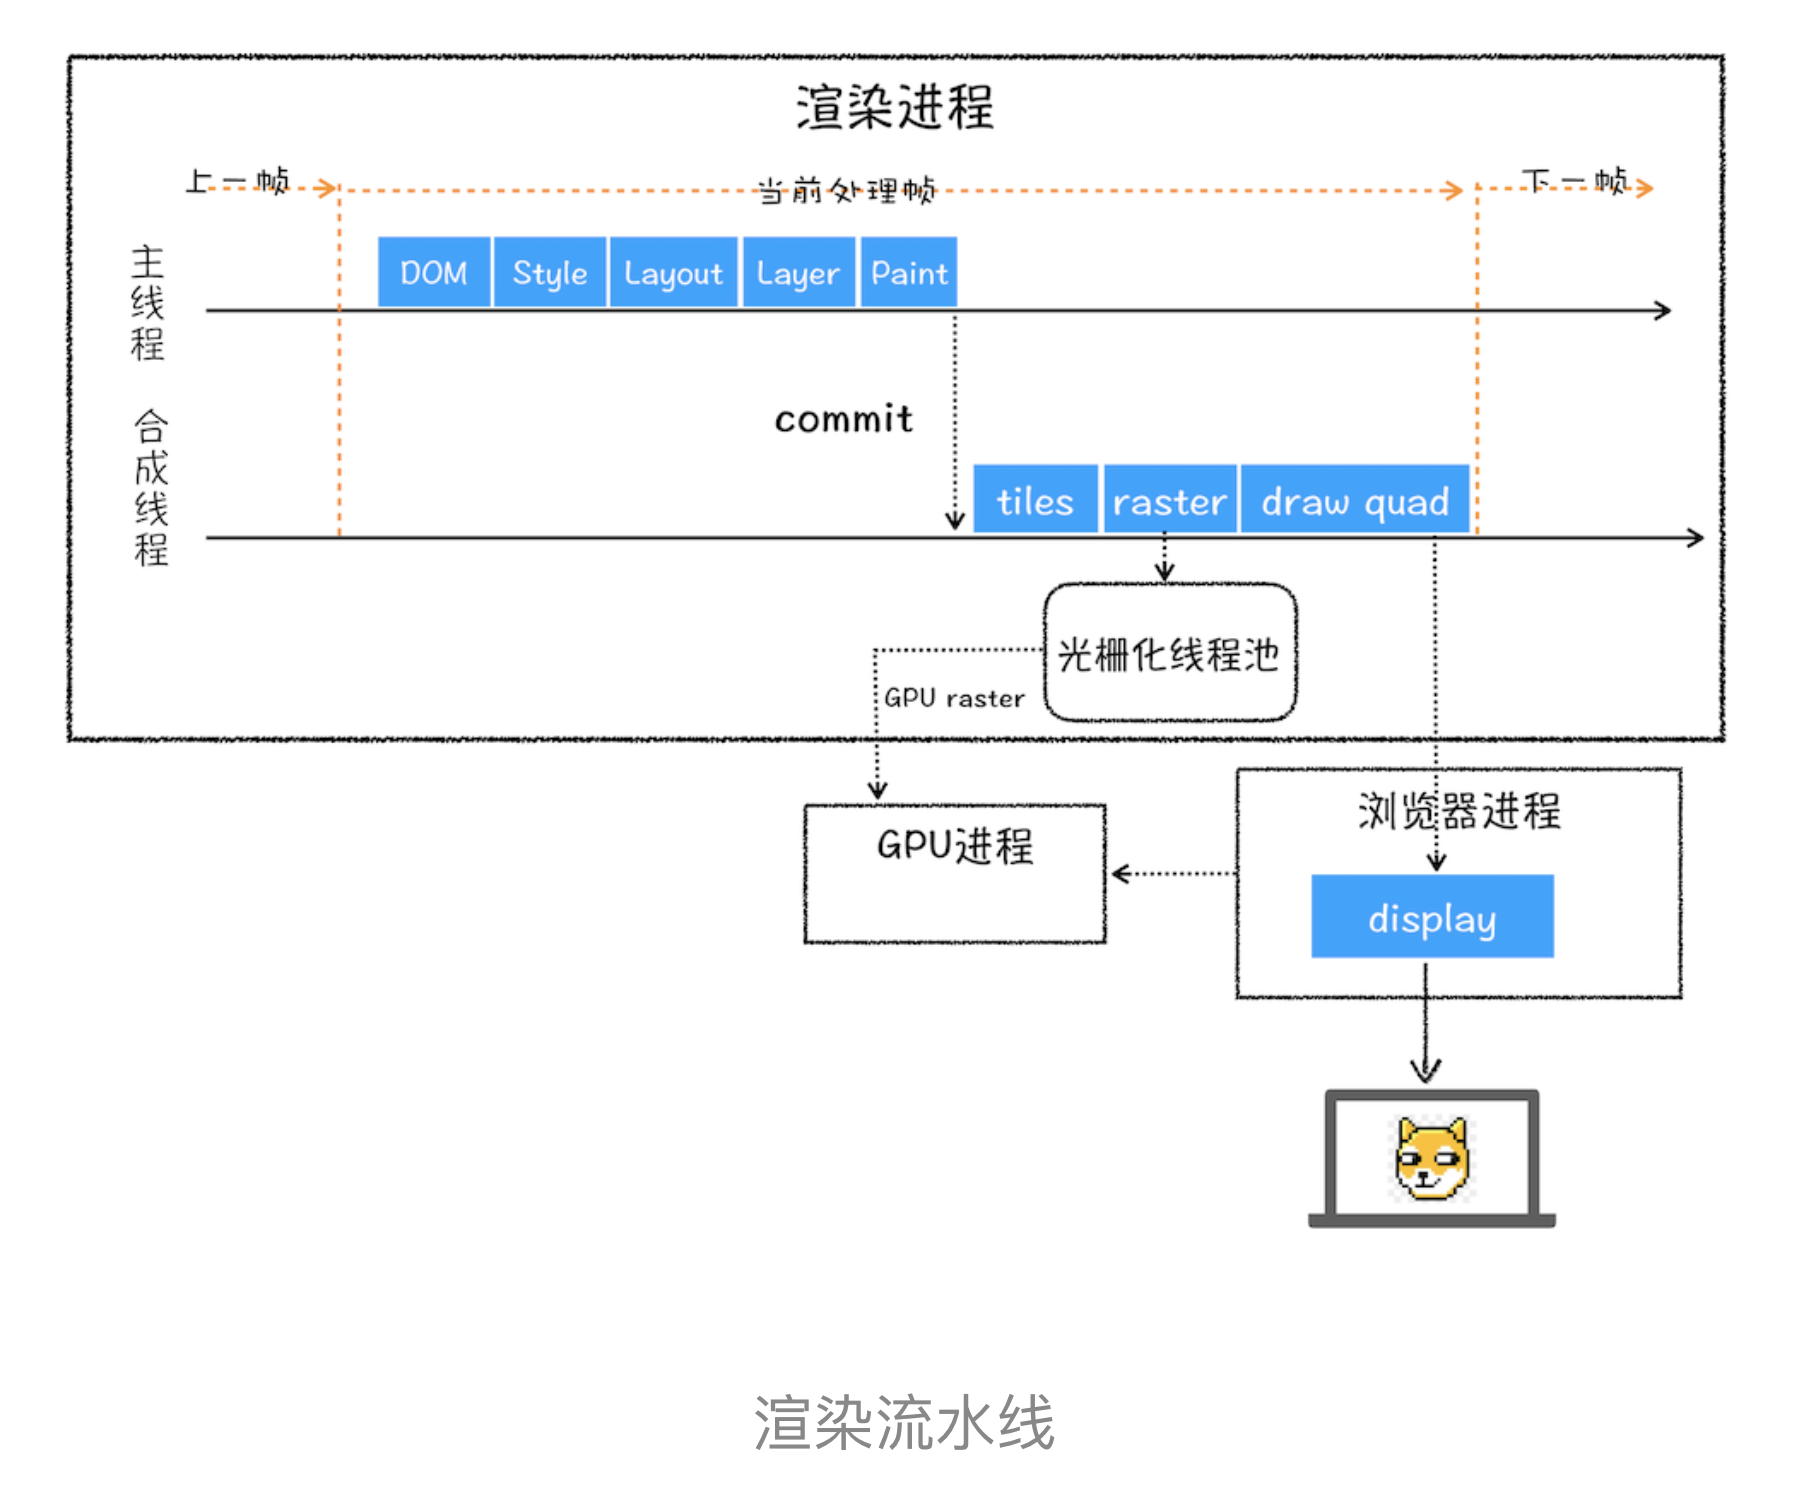 渲染进程
上一帧
当前处理帧
下一帧
主线程
DOM
Style
Layout
Layer
Paint
commit
合成线程
tiles
raster
draw quad
光栅化线程池
GPU raster
GPU进程
浏览器进程
display
渲染流水线